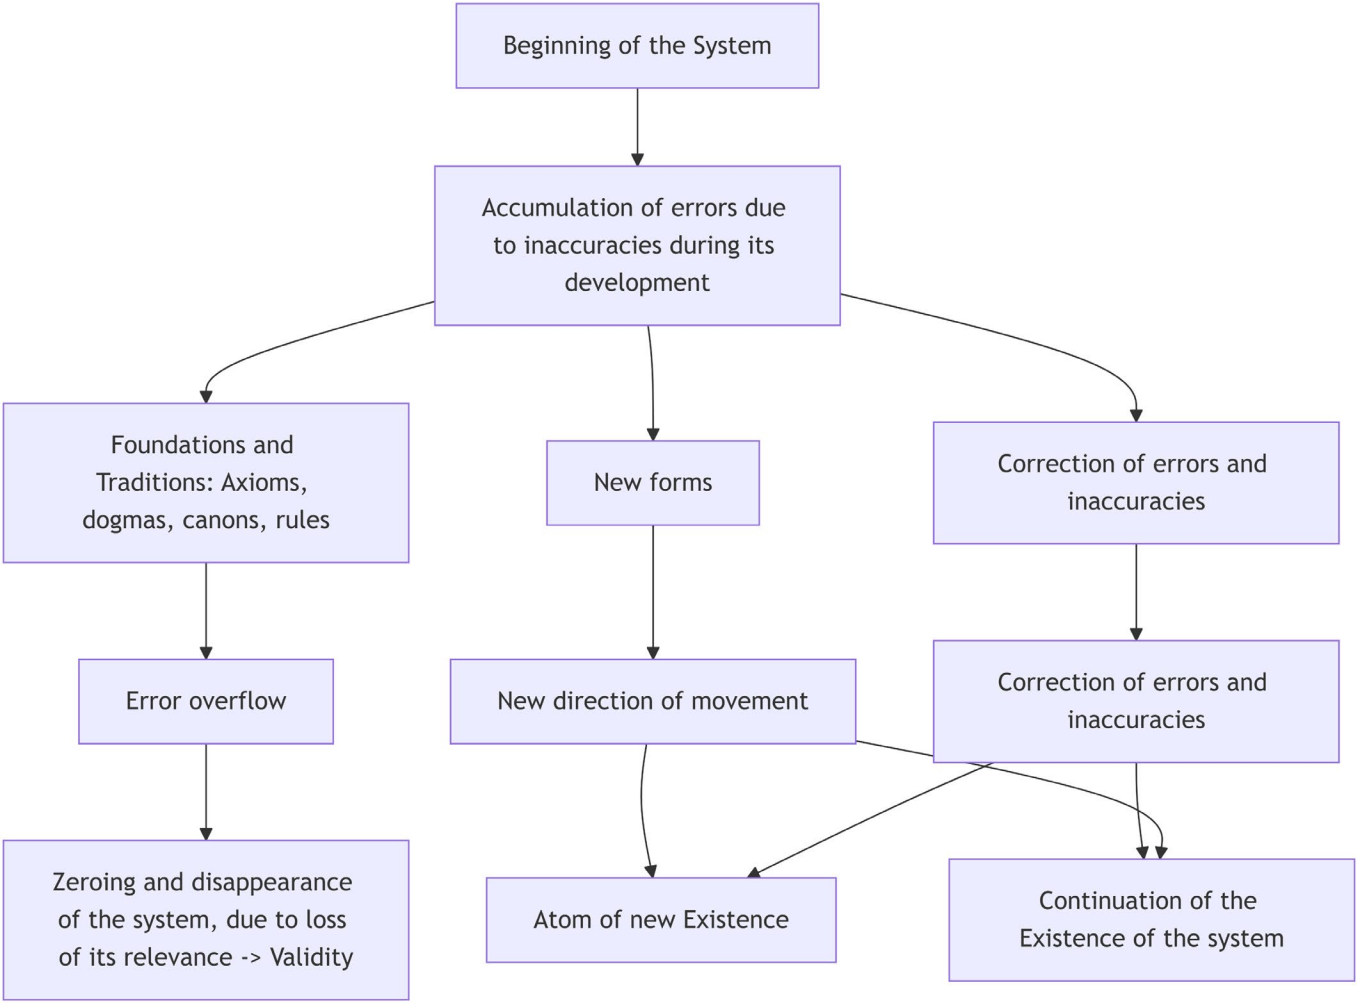 Beginning of the System
Accumulation of errors due
to inaccuracies during its
development
Foundations and
Traditions: Axioms,
dogmas, canons, rules
New forms
Correction of errors and
inaccuracies
Error overflow
New direction of movement
Correction of errors and
inaccuracies
Zeroing and disappearance
of the system, due to loss
of its relevance -> Validity
Atom of new Existence
Continuation of the
Existence of the system